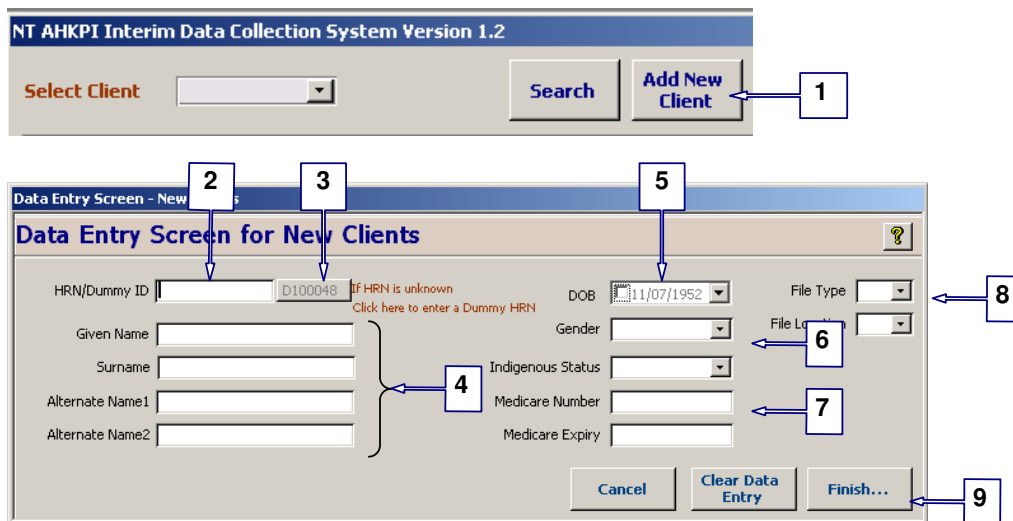 NT AHKPI Interim Data Collection System Version 1.2
Select Client
Search
Add New
Client
1
2
3
5
Data Entry Screen - New
Data Entry Screen for New Clients
?
HRN/Dummy ID
D100048
If HRN is unknown
Click here to enter a Dummy HRN
DOB
11/07/1952
File Type
8
Given Name
Gender
File Location
6
Surname
4
Indigenous Status
Alternate Name1
Medicare Number
7
Alternate Name2
Medicare Expiry
Cancel
Clear Data
Entry
Finish...
9